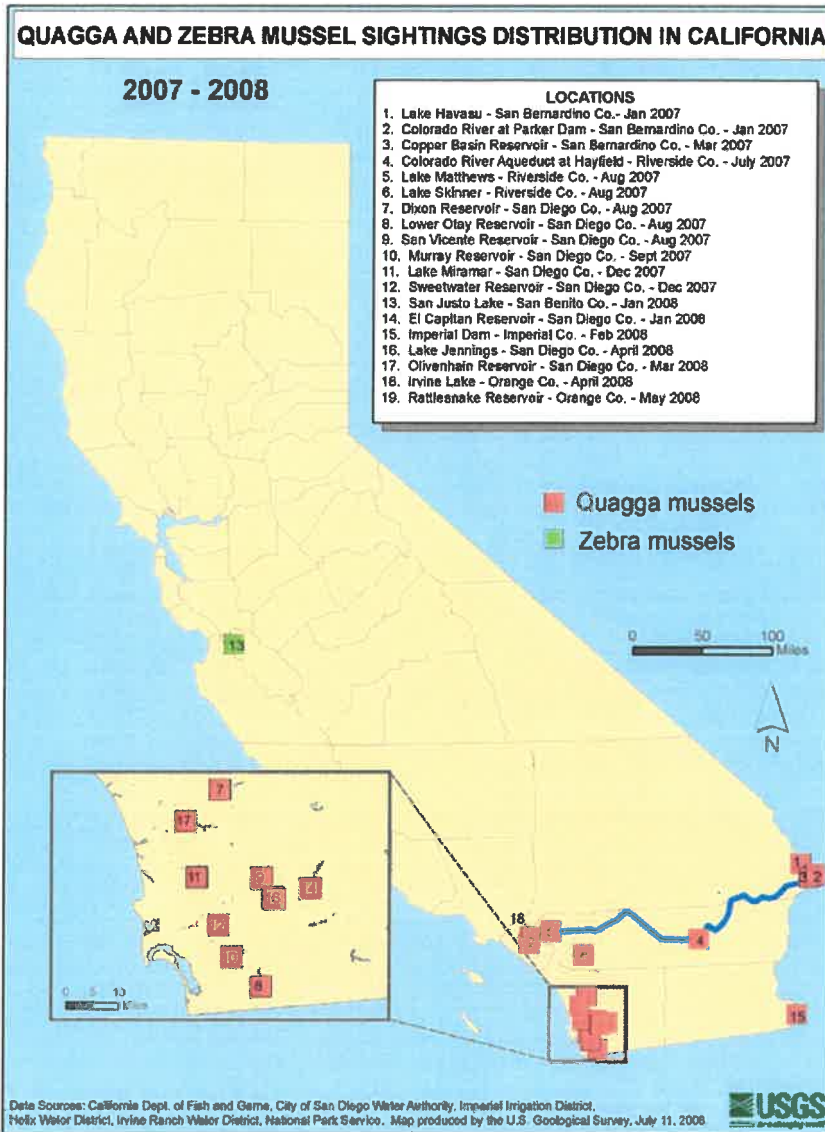 QUAGGA AND ZEBRA MUSSEL SIGHTINGS DISTRIBUTION IN CALIFORNIA
2007 - 2008
LOCATIONS
1. Lake Havasu - San Bernardino Co.- Jan 2007
2. Colorado River at Parker Dam - San Bernardino Co. - Jan 2007
3. Copper Basin Reservoir - San Bernardino Co. - Mar 2007
4. Colorado River Aqueduct at Hayfield - Riverside Co. - July 2007
5. Lake Matthews - Riverside Co. - Aug 2007
6. Lake Skinner - Riverside Co. - Aug 2007
7. Dixon Reservoir - San Diego Co. - Aug 2007
8. Lower Otay Reservoir - San Diego Co. - Aug 2007
9. San Vicente Reservoir - San Diego Co. - Aug 2007
10. Murray Reservoir - San Diego Co. - Sept 2007
11. Lake Miramar - San Diego Co. - Dec 2007
12. Sweetwater Reservoir - San Diego Co. - Dec 2007
13. San Justo Lake - San Benito Co. - Jan 2008
14. El Capitan Reservoir - San Diego Co. - Jan 2008
15. Imperial Dam - Imperial Co. - Feb 2008
16. Lake Jennings - San Diego Co. - April 2008
17. Olivenhain Reservoir - San Diego Co. - Mar 2008
18. Irvine Lake - Orange Co. - April 2008
19. Rattlesnake Reservoir - Orange Co. - May 2008
Quagga mussels
Zebra mussels
0 50 100
Miles
N
13
7
17
11
9
8
0 5 10
Miles
1
3 2
18
4
15
Data Sources: California Dept. of Fish and Game, City of San Diego Water Authority, Imperial Irrigation District,
Helix Water District, Irvine Ranch Water District, National Park Service. Map produced by the U.S. Geological Survey, July 11, 2008
USGS